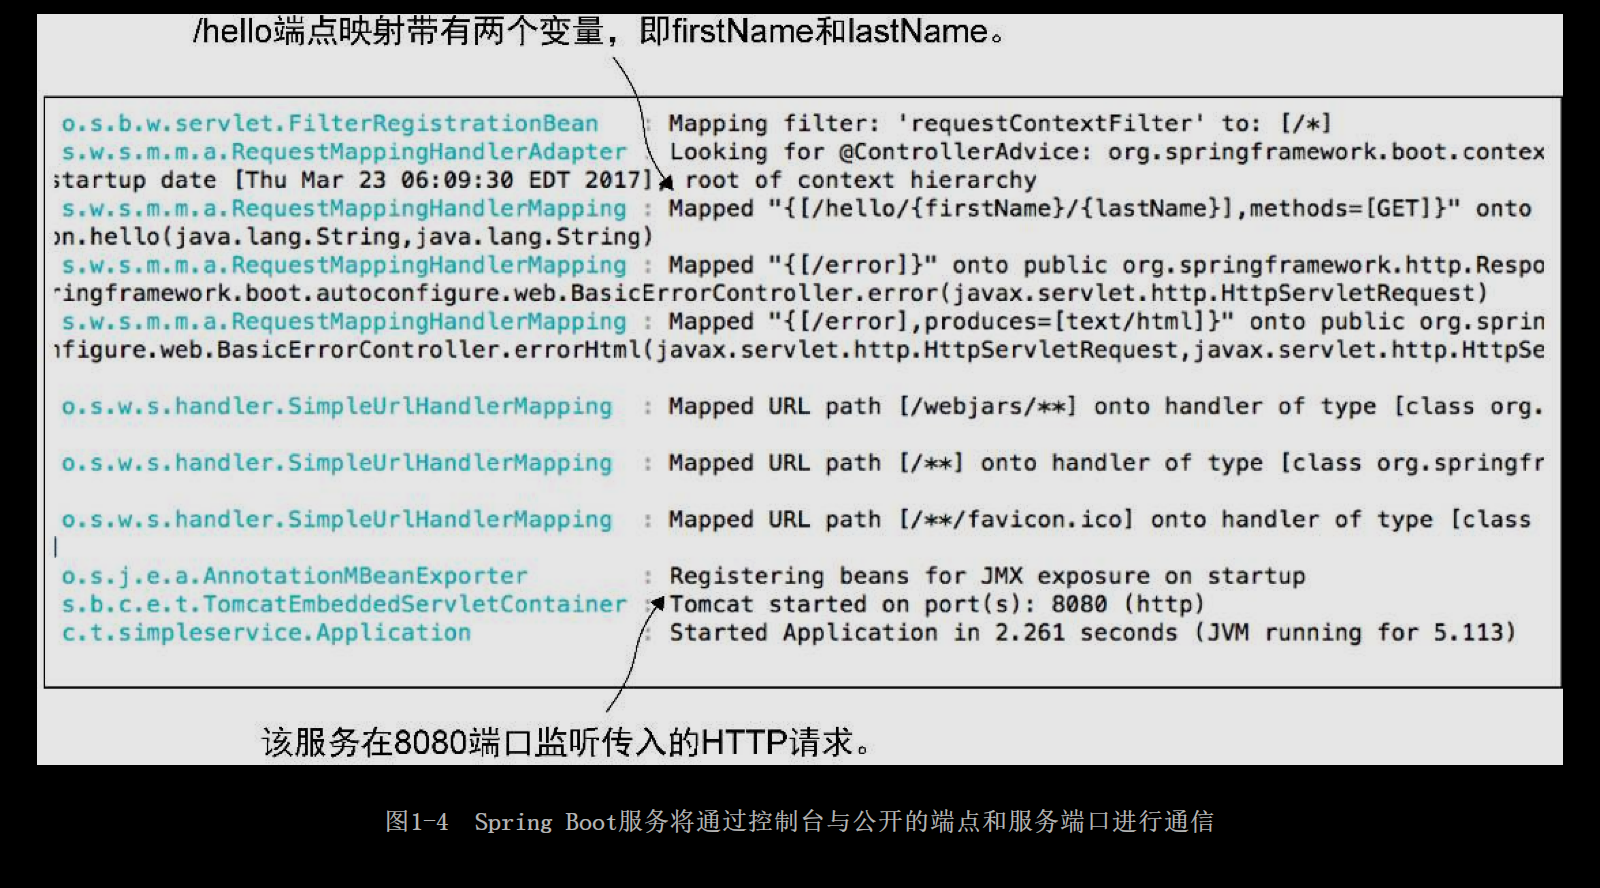 /hello端点映射带有两个变量，即firstName和lastName。
o.s.b.w.servlet.FilterRegistrationBean : Mapping filter: 'requestContextFilter' to: [/*]
s.w.s.m.m.a.RequestMappingHandlerAdapter : Looking for @ControllerAdvice: org.springframework.boot.contex
startup date [Thu Mar 23 06:09:30 EDT 2017]; root of context hierarchy
s.w.s.m.m.a.RequestMappingHandlerMapping : Mapped "{[/hello/{firstName}/{lastName}],methods=[GET]}" onto
on.hello(java.lang.String,java.lang.String)
s.w.s.m.m.a.RequestMappingHandlerMapping : Mapped "{[/error]}" onto public org.springframework.http.Respo
ringframework.boot.autoconfigure.web.BasicErrorController.error(javax.servlet.http.HttpServletRequest)
s.w.s.m.m.a.RequestMappingHandlerMapping : Mapped "{[/error],produces=[text/html]}" onto public org.sprin
nfigure.web.BasicErrorController.errorHtml(javax.servlet.http.HttpServletRequest,javax.servlet.http.HttpSe
o.s.w.s.handler.SimpleUrlHandlerMapping : Mapped URL path [/webjars/**] onto handler of type [class org.
o.s.w.s.handler.SimpleUrlHandlerMapping : Mapped URL path [/**] onto handler of type [class org.springfr
o.s.w.s.handler.SimpleUrlHandlerMapping : Mapped URL path [/**/favicon.ico] onto handler of type [class
o.s.j.e.a.AnnotationMBeanExporter : Registering beans for JMX exposure on startup
s.b.c.e.t.TomcatEmbeddedServletContainer : Tomcat started on port(s): 8080 (http)
c.t.simpleservice.Application : Started Application in 2.261 seconds (JVM running for 5.113)
该服务在8080端口监听传入的HTTP请求。
图1-4 Spring Boot服务将通过控制台与公开的端点和服务端口进行通信